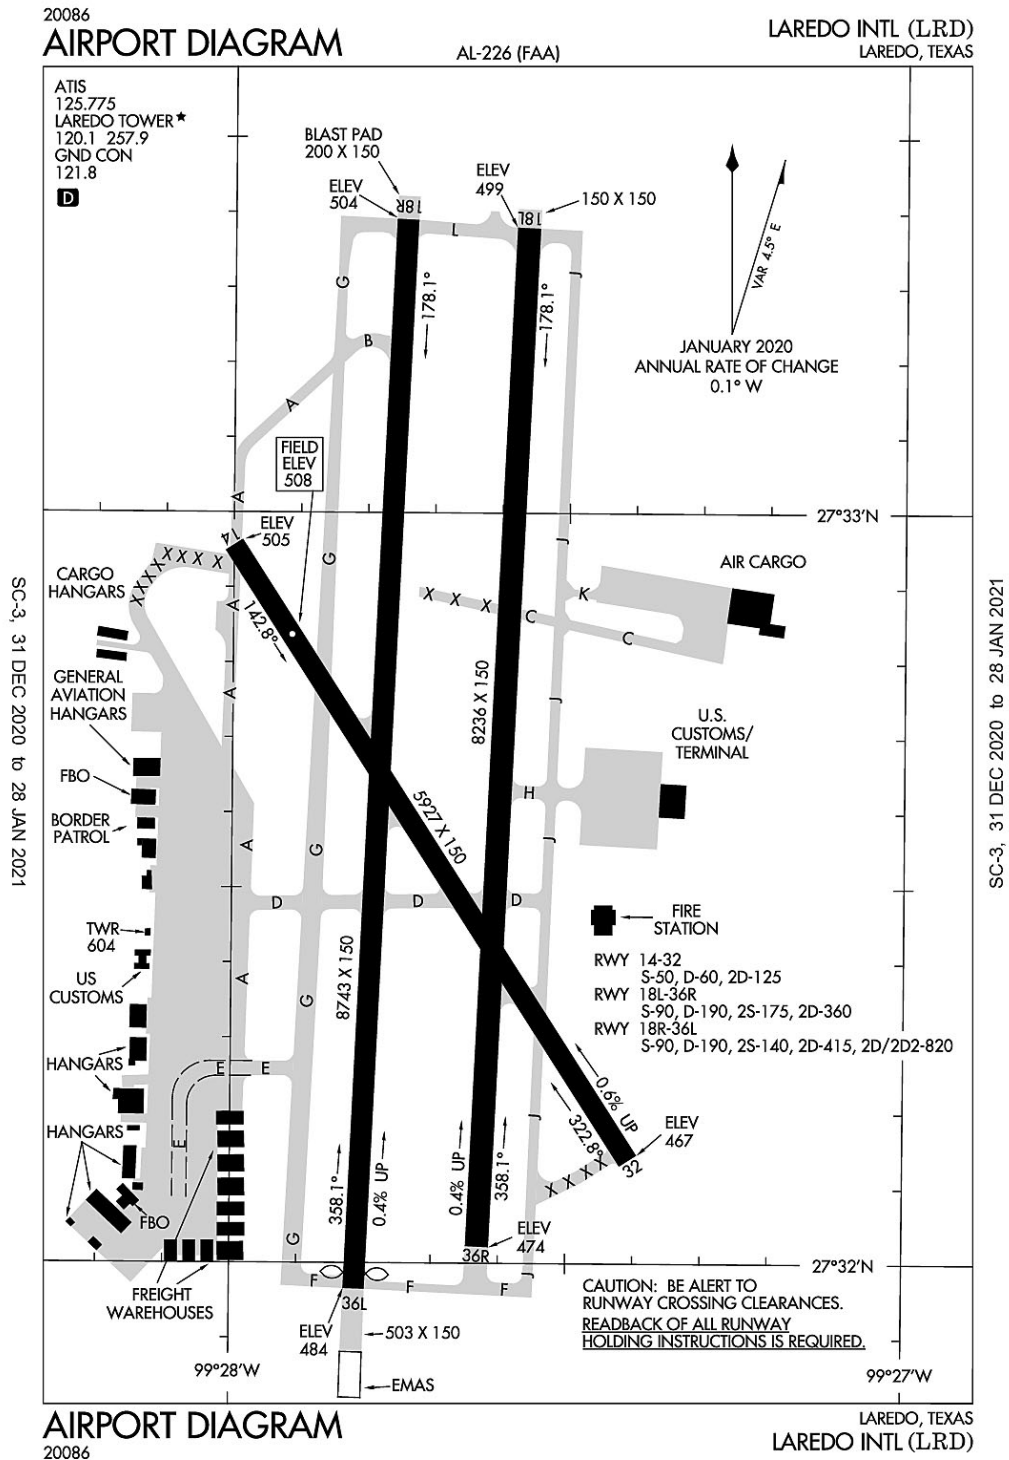 20086
AIRPORT DIAGRAM
AL-226 (FAA)
LAREDO INTL (LRD)
LAREDO, TEXAS
ATIS
125.775
LAREDO TOWER★
120.1 257.9
GND CON
121.8
D
BLAST PAD
200 X 150
ELEV
504
ELEV
499
150 X 150
18R
18L
L
G
J
178.1°
178.1°
VAR 4.5° E
JANUARY 2020
ANNUAL RATE OF CHANGE
0.1° W
B
A
FIELD
ELEV
508
A
ELEV
505
14
27°33'N
G
J
X X X X
X X X X
CARGO
HANGARS
A
142.8°
X X X
C
C
K
AIR CARGO
GENERAL
AVIATION
HANGARS
A
8236 X 150
J
U.S.
CUSTOMS/
TERMINAL
FBO
BORDER
PATROL
5927 X 150
H
A
G
J
D
D
D
FIRE
STATION
TWR
604
US
CUSTOMS
A
G
8743 X 150
RWY 14-32
S-50, D-60, 2D-125
RWY 18L-36R
S-90, D-190, 2S-175, 2D-360
RWY 18R-36L
S-90, D-190, 2S-140, 2D-415, 2D/2D2-820
HANGARS
E
E
E
0.6% UP
322.8°
J
ELEV
467
32
X X X X
HANGARS
358.1°
0.4% UP
0.4% UP
358.1°
FBO
G
ELEV
474
36R
27°32'N
F
F
F
J
FREIGHT
WAREHOUSES
36L
ELEV
484
503 X 150
EMAS
CAUTION: BE ALERT TO
RUNWAY CROSSING CLEARANCES.
READBACK OF ALL RUNWAY
HOLDING INSTRUCTIONS IS REQUIRED.
99°28'W
99°27'W
SC-3, 31 DEC 2020 to 28 JAN 2021
SC-3, 31 DEC 2020 to 28 JAN 2021
AIRPORT DIAGRAM
20086
LAREDO, TEXAS
LAREDO INTL (LRD)